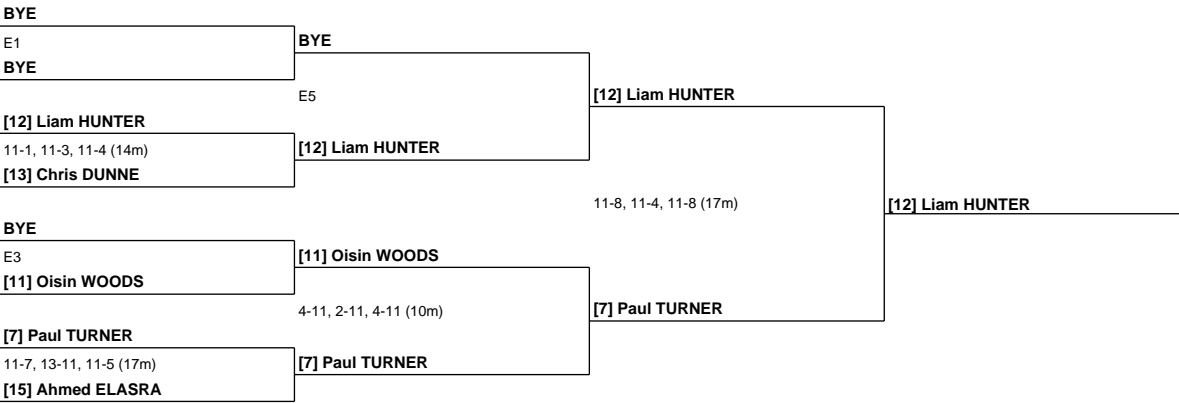 BYE
E1
BYE
BYE
E5
[12] Liam HUNTER
11-1, 11-3, 11-4 (14m)
[13] Chris DUNNE
[12] Liam HUNTER
[12] Liam HUNTER
11-8, 11-4, 11-8 (17m)
[12] Liam HUNTER
BYE
E3
[11] Oisin WOODS
[11] Oisin WOODS
4-11, 2-11, 4-11 (10m)
[7] Paul TURNER
[7] Paul TURNER
11-7, 13-11, 11-5 (17m)
[15] Ahmed ELASRA
[7] Paul TURNER